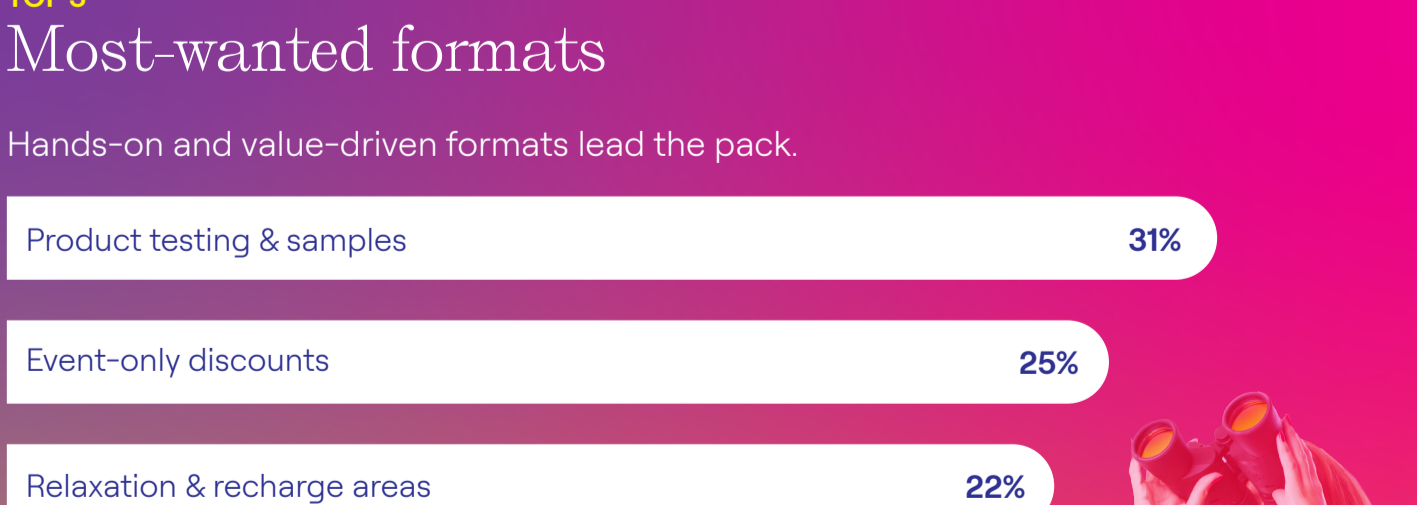 Most-wanted formats
Hands-on and value-driven formats lead the pack.
Product testing & samples 31%
Event-only discounts 25%
Relaxation & recharge areas 22%